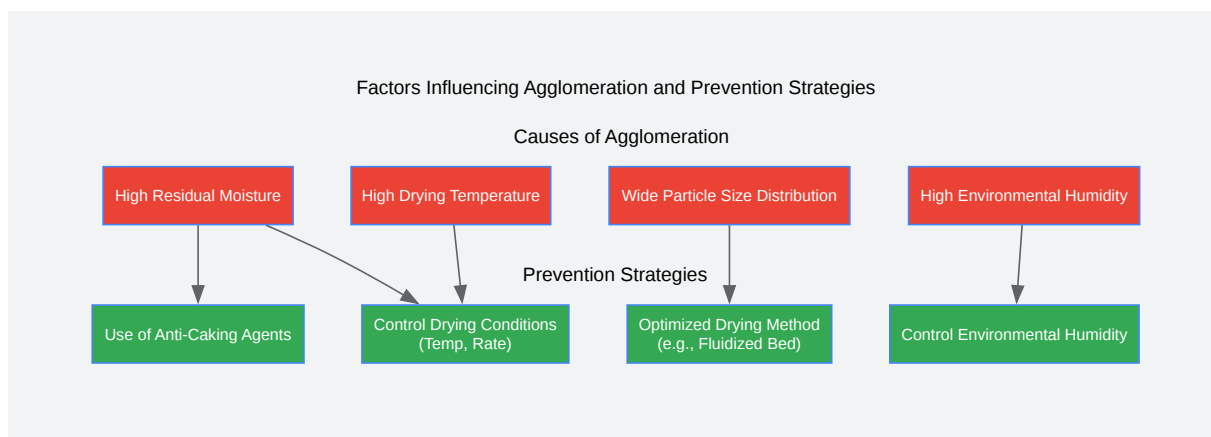 Factors Influencing Agglomeration and Prevention Strategies
Causes of Agglomeration
High Residual Moisture
High Drying Temperature
Wide Particle Size Distribution
High Environmental Humidity
Prevention Strategies
Use of Anti-Caking Agents
Control Drying Conditions
(Temp, Rate)
Optimized Drying Method
(e.g., Fluidized Bed)
Control Environmental Humidity